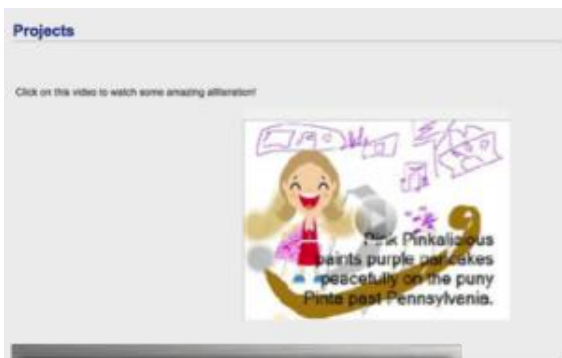 Projects
Click on this video to watch some amazing alliteration!
Pink Pinkalicious
paints purple pancakes
peacefully on the puny
Pinta past Pennsylvania.